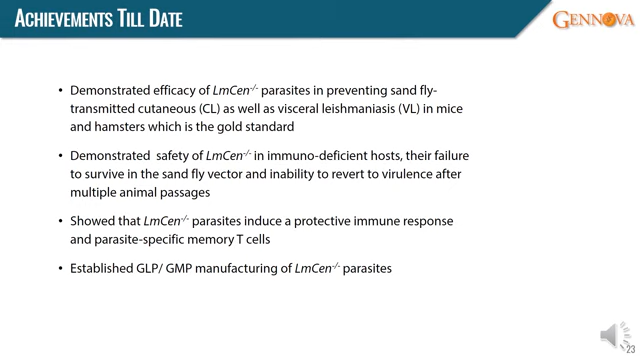 ACHIEVEMENTS TILL DATE
GENNOVA
• Demonstrated efficacy of LmCen-/- parasites in preventing sand fly-
transmitted cutaneous (CL) as well as visceral leishmaniasis (VL) in mice
and hamsters which is the gold standard
• Demonstrated safety of LmCen-/- in immuno-deficient hosts, their failure
to survive in the sand fly vector and inability to revert to virulence after
multiple animal passages
• Showed that LmCen-/- parasites induce a protective immune response
and parasite-specific memory T cells
• Established GLP/ GMP manufacturing of LmCen-/- parasites
23